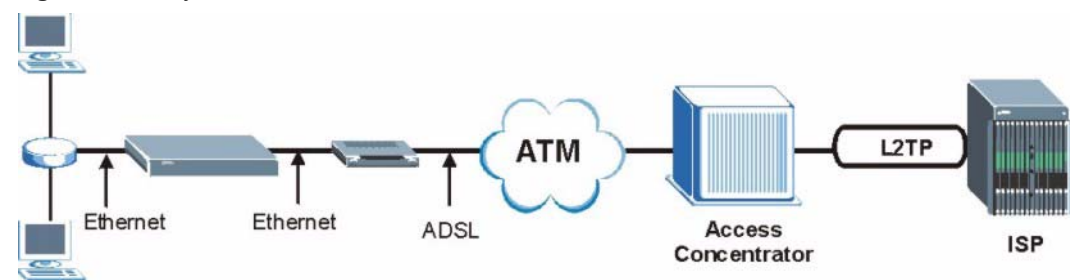 Ethernet
Ethernet
ADSL
ATM
Access
Concentrator
L2TP
ISP